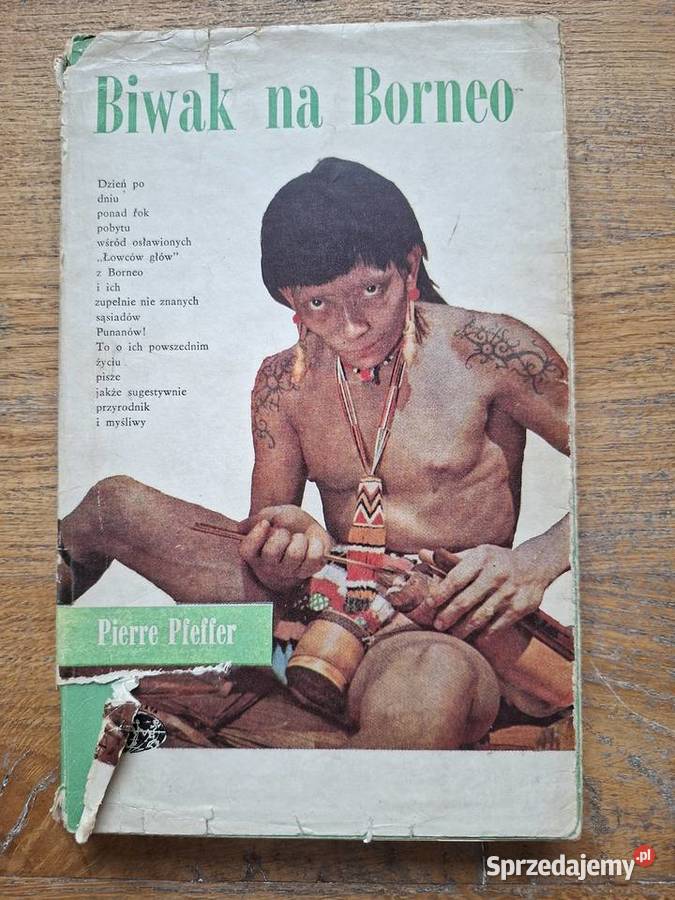 Biwak na Borneo
Dzień po
dniu
ponad rok
pobytu
wśród osławionych
„Łowców głów”
z Borneo
i ich
zupełnie nie znanych
sąsiadów
Punanów!
To o ich powszednim
życiu
pisze
jakże sugestywnie
przyrodnik
i myśliwy
Pierre Pfeffer
Sprzedajemy.pl